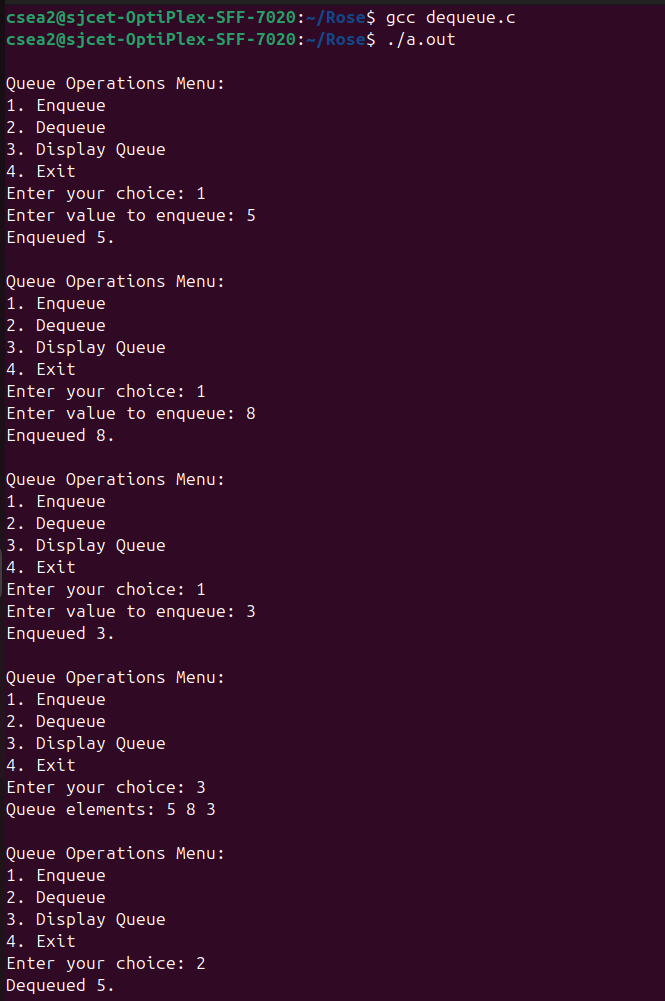 csea2@sjcet-OptiPlex-SFF-7020:~/Rose$ gcc dequeue.c
csea2@sjcet-OptiPlex-SFF-7020:~/Rose$ ./a.out
Queue Operations Menu:
1. Enqueue
2. Dequeue
3. Display Queue
4. Exit
Enter your choice: 1
Enter value to enqueue: 5
Enqueued 5.
Queue Operations Menu:
1. Enqueue
2. Dequeue
3. Display Queue
4. Exit
Enter your choice: 1
Enter value to enqueue: 8
Enqueued 8.
Queue Operations Menu:
1. Enqueue
2. Dequeue
3. Display Queue
4. Exit
Enter your choice: 1
Enter value to enqueue: 3
Enqueued 3.
Queue Operations Menu:
1. Enqueue
2. Dequeue
3. Display Queue
4. Exit
Enter your choice: 3
Queue elements: 5 8 3
Queue Operations Menu:
1. Enqueue
2. Dequeue
3. Display Queue
4. Exit
Enter your choice: 2
Dequeued 5.